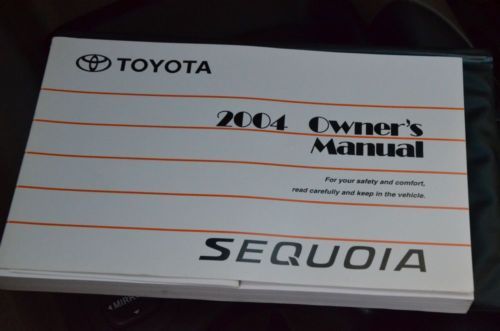 TOYOTA
2004 Owner's
Manual
For your safety and comfort,
read carefully and keep in the vehicle.
SEQUOIA